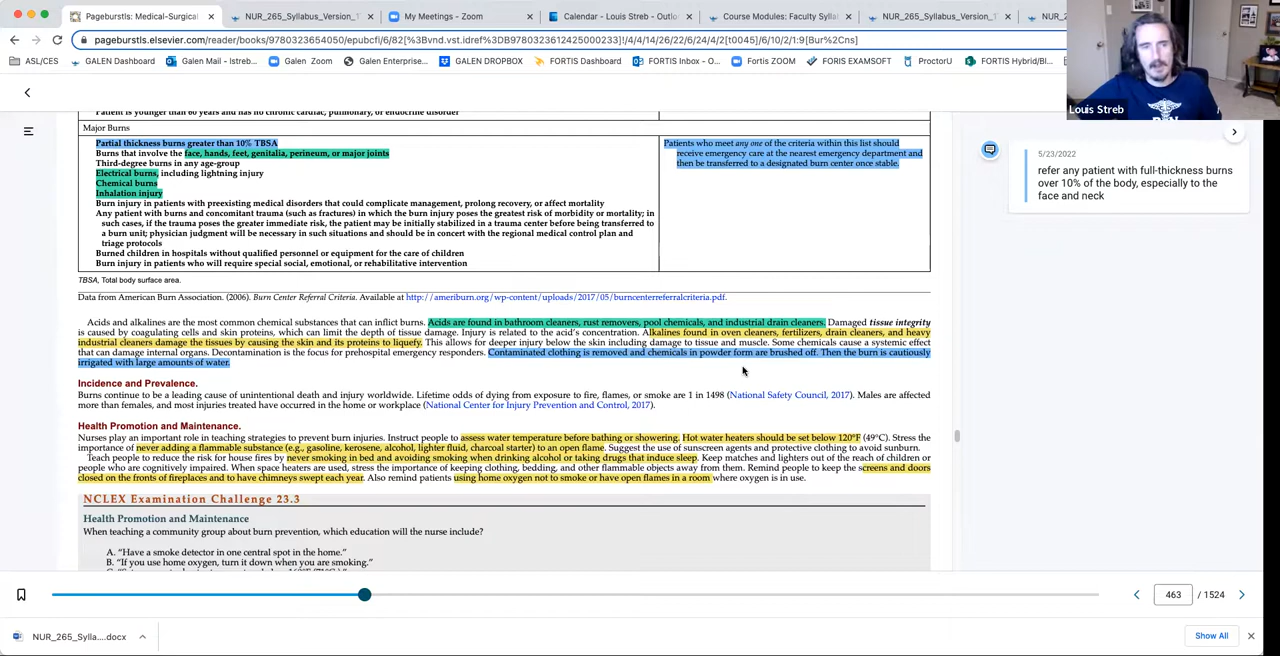 Pageburstls: Medical-Surgical
NUR_265_Syllabus_Version_1
My Meetings - Zoom
Calendar - Louis Streb - Outlo
Course Modules: Faculty Sylla
NUR_265_Syllabus_Version_1
NUR_2
pageburstls.elsevier.com/reader/books/9780323654050/epubcfi/6/82[%3Bvnd.vst.idref%3DB9780323612425000233]!/4/4/14/26/22/6/24/4/2[t0045]/6/10/2/1:9[Bur%2Cns]
ASL/CES
GALEN Dashboard
Galen Mail - lstreb...
Galen Zoom
Galen Enterprise...
GALEN DROPBOX
FORTIS Dashboard
FORTIS Inbox - O...
Fortis ZOOM
FORIS EXAMSOFT
ProctorU
FORTIS Hybrid/Bl...
Louis Streb
Patient is younger than 60 years and has no chronic cardiac, pulmonary, or endocrine disorder
Major Burns
Partial thickness burns greater than 10% TBSA
Burns that involve the face, hands, feet, genitalia, perineum, or major joints
Third-degree burns in any age-group
Electrical burns, including lightning injury
Chemical burns
Inhalation injury
Burn injury in patients with preexisting medical disorders that could complicate management, prolong recovery, or affect mortality
Any patient with burns and concomitant trauma (such as fractures) in which the burn injury poses the greatest risk of morbidity or mortality; in
such cases, if the trauma poses the greater immediate risk, the patient may be initially stabilized in a trauma center before being transferred to
a burn unit; physician judgment will be necessary in such situations and should be in concert with the regional medical control plan and
triage protocols
Burned children in hospitals without qualified personnel or equipment for the care of children
Burn injury in patients who will require special social, emotional, or rehabilitative intervention
Patients who meet any one of the criteria within this list should
receive emergency care at the nearest emergency department and
then be transferred to a designated burn center once stable.
5/23/2022
refer any patient with full-thickness burns
over 10% of the body, especially to the
face and neck
TBSA, Total body surface area.
Data from American Burn Association. (2006). Burn Center Referral Criteria. Available at http://ameriburn.org/wp-content/uploads/2017/05/burncenterreferralcriteria.pdf.
Acids and alkalines are the most common chemical substances that can inflict burns. Acids are found in bathroom cleaners, rust removers, pool chemicals, and industrial drain cleaners. Damaged tissue integrity
is caused by coagulating cells and skin proteins, which can limit the depth of tissue damage. Injury is related to the acid's concentration. Alkalines found in oven cleaners, fertilizers, drain cleaners, and heavy
industrial cleaners damage the tissues by causing the skin and its proteins to liquefy. This allows for deeper injury below the skin including damage to tissue and muscle. Some chemicals cause a systemic effect
that can damage internal organs. Decontamination is the focus for prehospital emergency responders. Contaminated clothing is removed and chemicals in powder form are brushed off. Then the burn is cautiously
irrigated with large amounts of water.
Incidence and Prevalence.
Burns continue to be a leading cause of unintentional death and injury worldwide. Lifetime odds of dying from exposure to fire, flames, or smoke are 1 in 1498 (National Safety Council, 2017). Males are affected
more than females, and most injuries treated have occurred in the home or workplace (National Center for Injury Prevention and Control, 2017).
Health Promotion and Maintenance.
Nurses play an important role in teaching strategies to prevent burn injuries. Instruct people to assess water temperature before bathing or showering. Hot water heaters should be set below 120°F (49°C). Stress the
importance of never adding a flammable substance (e.g., gasoline, kerosene, alcohol, lighter fluid, charcoal starter) to an open flame. Suggest the use of sunscreen agents and protective clothing to avoid sunburn.
Teach people to reduce the risk for house fires by never smoking in bed and avoiding smoking when drinking alcohol or taking drugs that induce sleep. Keep matches and lighters out of the reach of children or
people who are cognitively impaired. When space heaters are used, stress the importance of keeping clothing, bedding, and other flammable objects away from them. Remind people to keep the screens and doors
closed on the fronts of fireplaces and to have chimneys swept each year. Also remind patients using home oxygen not to smoke or have open flames in a room where oxygen is in use.
NCLEX Examination Challenge 23.3
Health Promotion and Maintenance
When teaching a community group about burn prevention, which education will the nurse include?
A. "Have a smoke detector in one central spot in the home."
B. "If you use home oxygen, turn it down when you are smoking."
463 / 1524
NUR_265_Sylla....docx
Show All